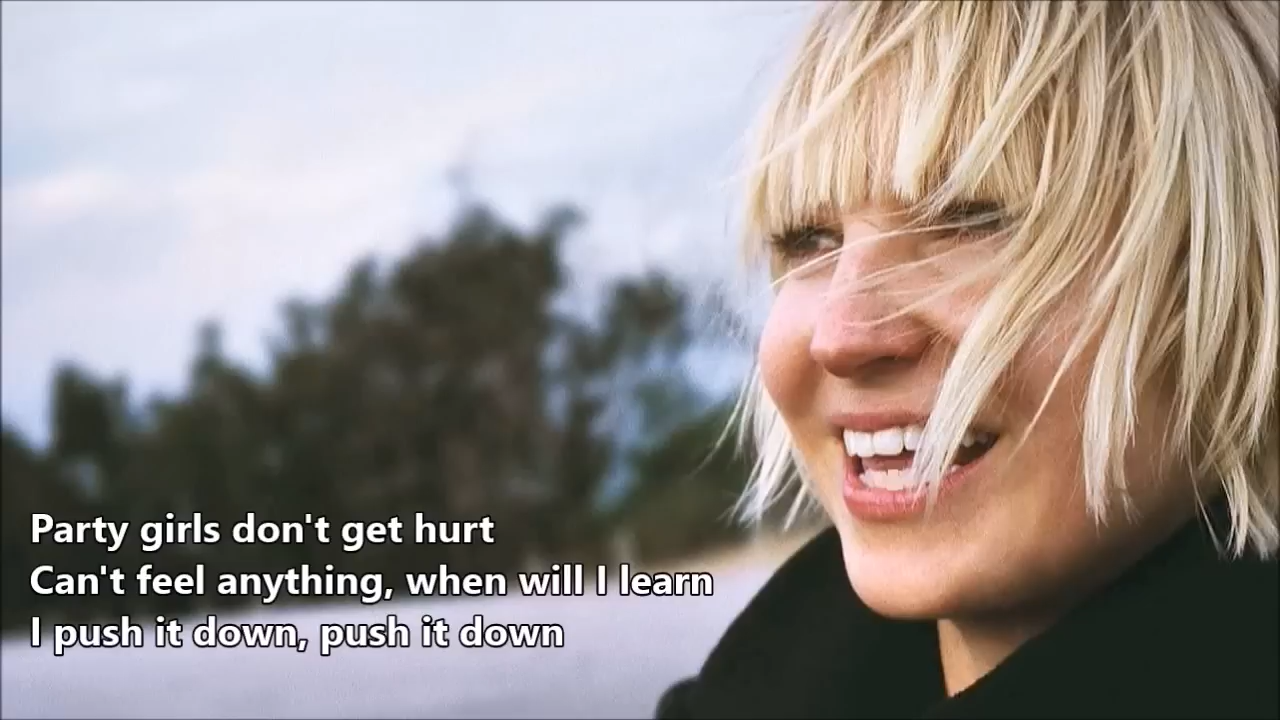 Party girls don't get hurt
Can't feel anything, when will I learn
I push it down, push it down